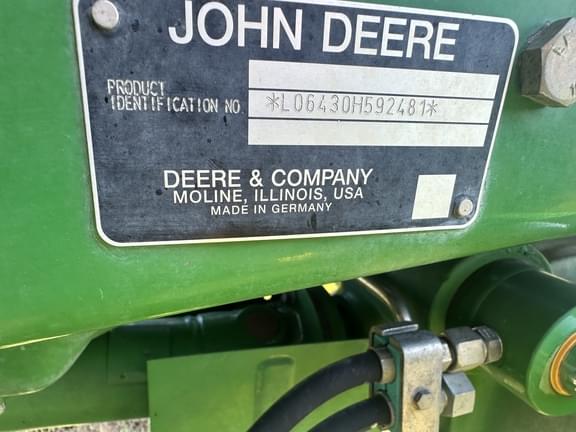 JOHN DEERE
PRODUCT
IDENTIFICATION NO
*L06430H592481*
DEERE & COMPANY
MOLINE, ILLINOIS, USA
MADE IN GERMANY